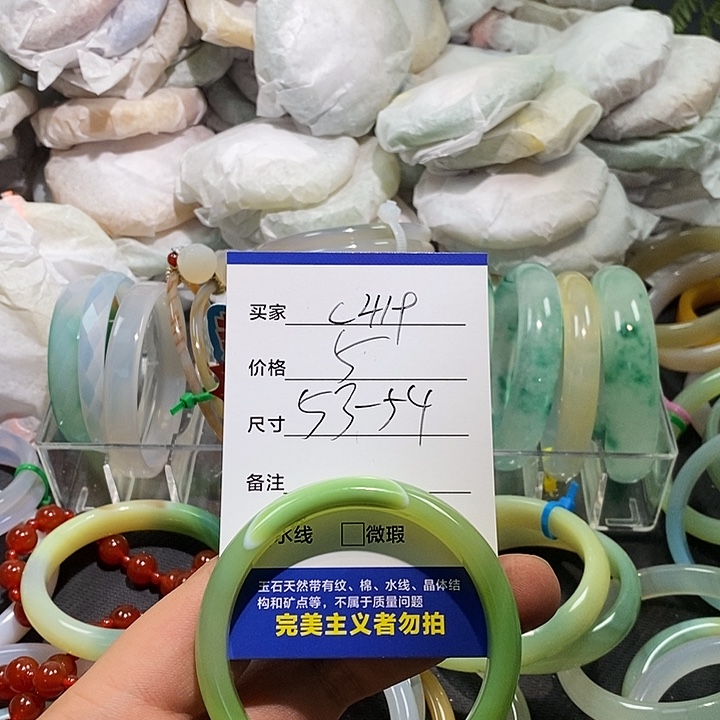 买家 c419
价格 5
尺寸 53-54
备注
水线 □微瑕
玉石天然带有纹、棉、水线、晶体结
构和矿点等，不属于质量问题
完美主义者勿拍